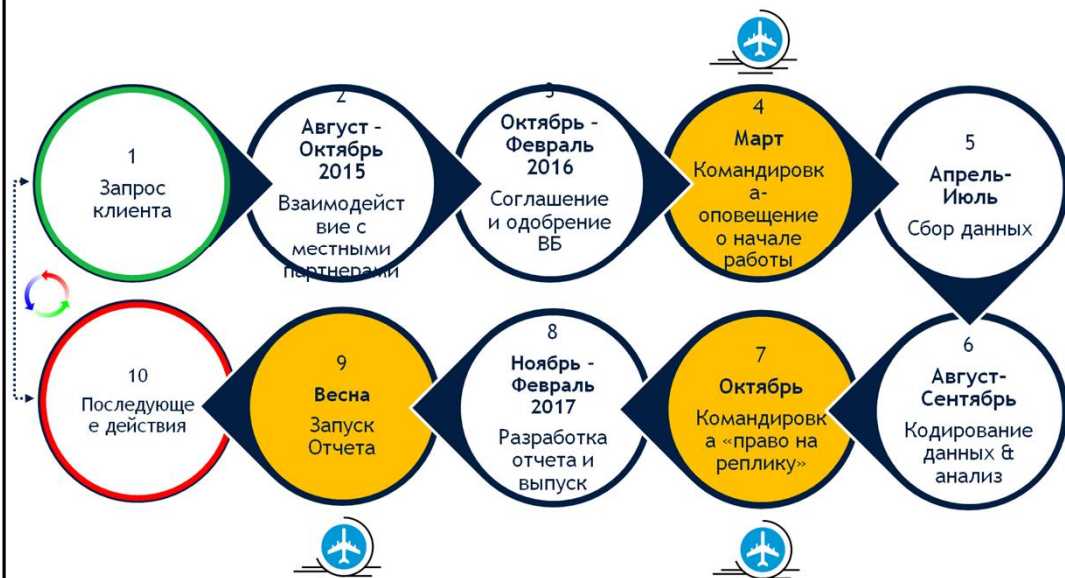 1
Запрос
клиента
2
Август -
Октябрь
2015
Взаимодейст
вие с
местными
партнерами
3
Октябрь -
Февраль
2016
Соглашение
и одобрение
ВБ
4
Март
Командировк
а-
оповещение
о начале
работы
5
Апрель-
Июль
Сбор данных
6
Август-
Сентябрь
Кодирование
данных &
анализ
7
Октябрь
Командировк
а «право на
реплику»
8
Ноябрь -
Февраль
2017
Разработка
отчета и
выпуск
9
Весна
Запуск
Отчета
10
Последующе
е действия